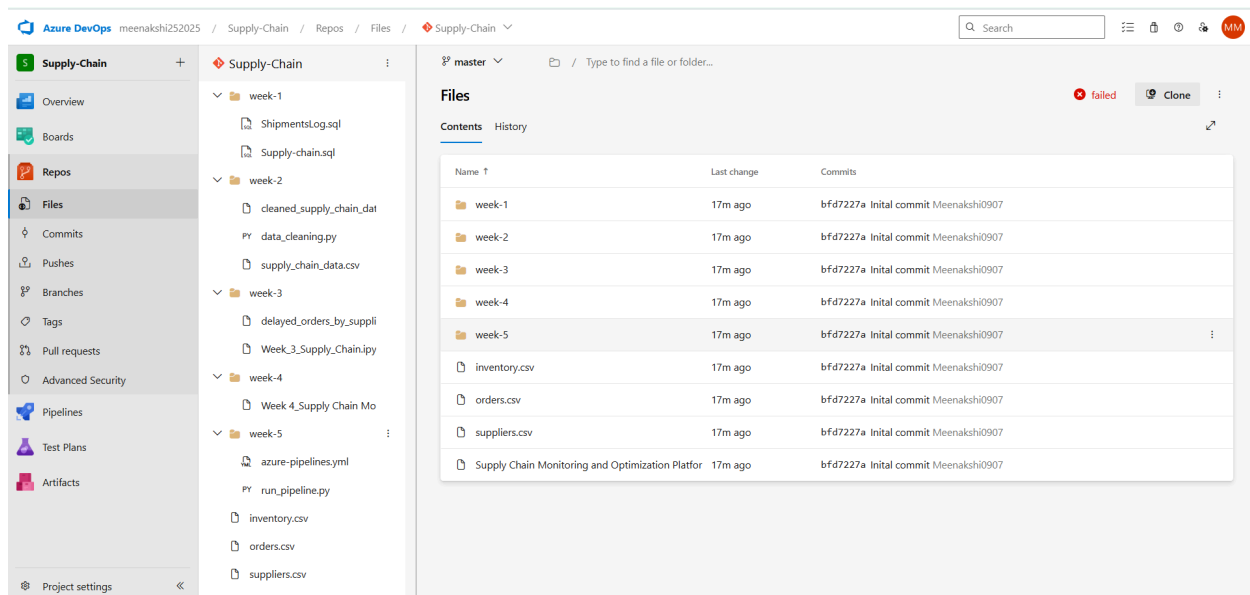 Azure DevOps meenakshi252025 / Supply-Chain / Repos / Files / Supply-Chain
Search
MM
S Supply-Chain +
Overview
Boards
Repos
Files
Commits
Pushes
Branches
Tags
Pull requests
Advanced Security
Pipelines
Test Plans
Artifacts
Project settings
Supply-Chain
week-1
SQL ShipmentsLog.sql
SQL Supply-chain.sql
week-2
cleaned_supply_chain_dat
PY data_cleaning.py
supply_chain_data.csv
week-3
delayed_orders_by_suppli
Week_3_Supply_Chain.ipy
week-4
Week 4_Supply Chain Mo
week-5
YML azure-pipelines.yml
PY run_pipeline.py
inventory.csv
orders.csv
suppliers.csv
master / Type to find a file or folder...
Files failed Clone
Contents History
Name ↑ Last change Commits
week-1 17m ago bfd7227a Inital commit Meenakshi0907
week-2 17m ago bfd7227a Inital commit Meenakshi0907
week-3 17m ago bfd7227a Inital commit Meenakshi0907
week-4 17m ago bfd7227a Inital commit Meenakshi0907
week-5 17m ago bfd7227a Inital commit Meenakshi0907
inventory.csv 17m ago bfd7227a Inital commit Meenakshi0907
orders.csv 17m ago bfd7227a Inital commit Meenakshi0907
suppliers.csv 17m ago bfd7227a Inital commit Meenakshi0907
Supply Chain Monitoring and Optimization Platfor 17m ago bfd7227a Inital commit Meenakshi0907